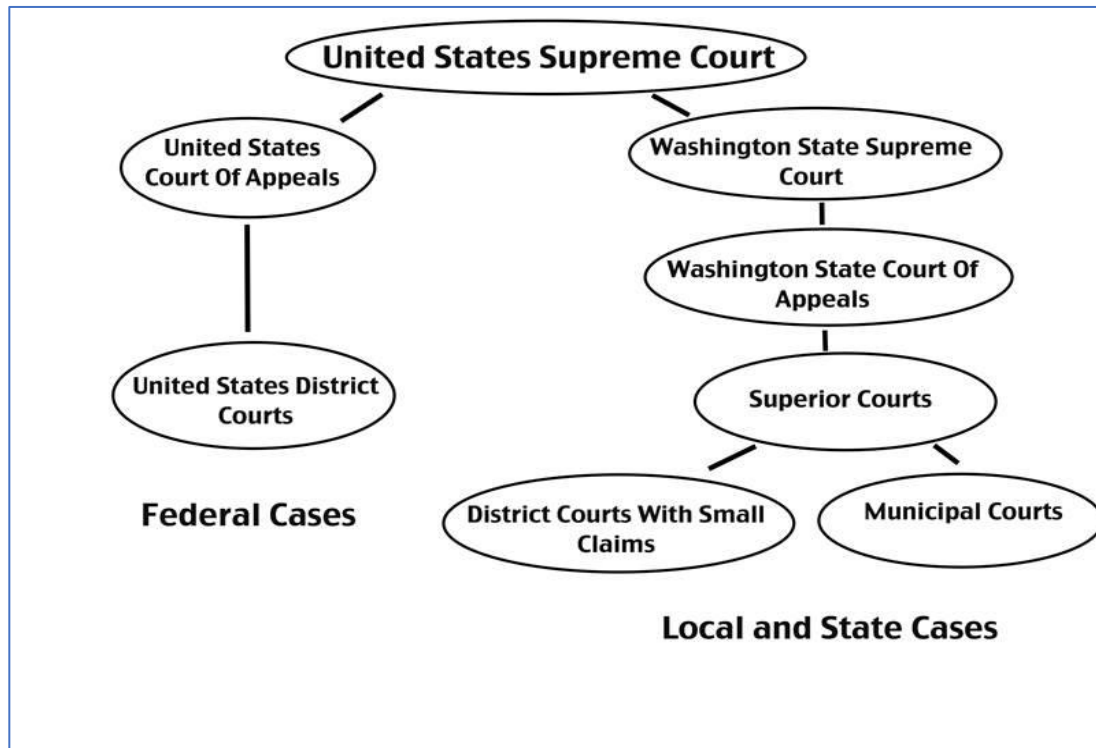 United States Supreme Court
United States
Court Of Appeals
Washington State Supreme
Court
Washington State Court Of
Appeals
United States District
Courts
Superior Courts
Federal Cases
District Courts With Small
Claims
Municipal Courts
Local and State Cases